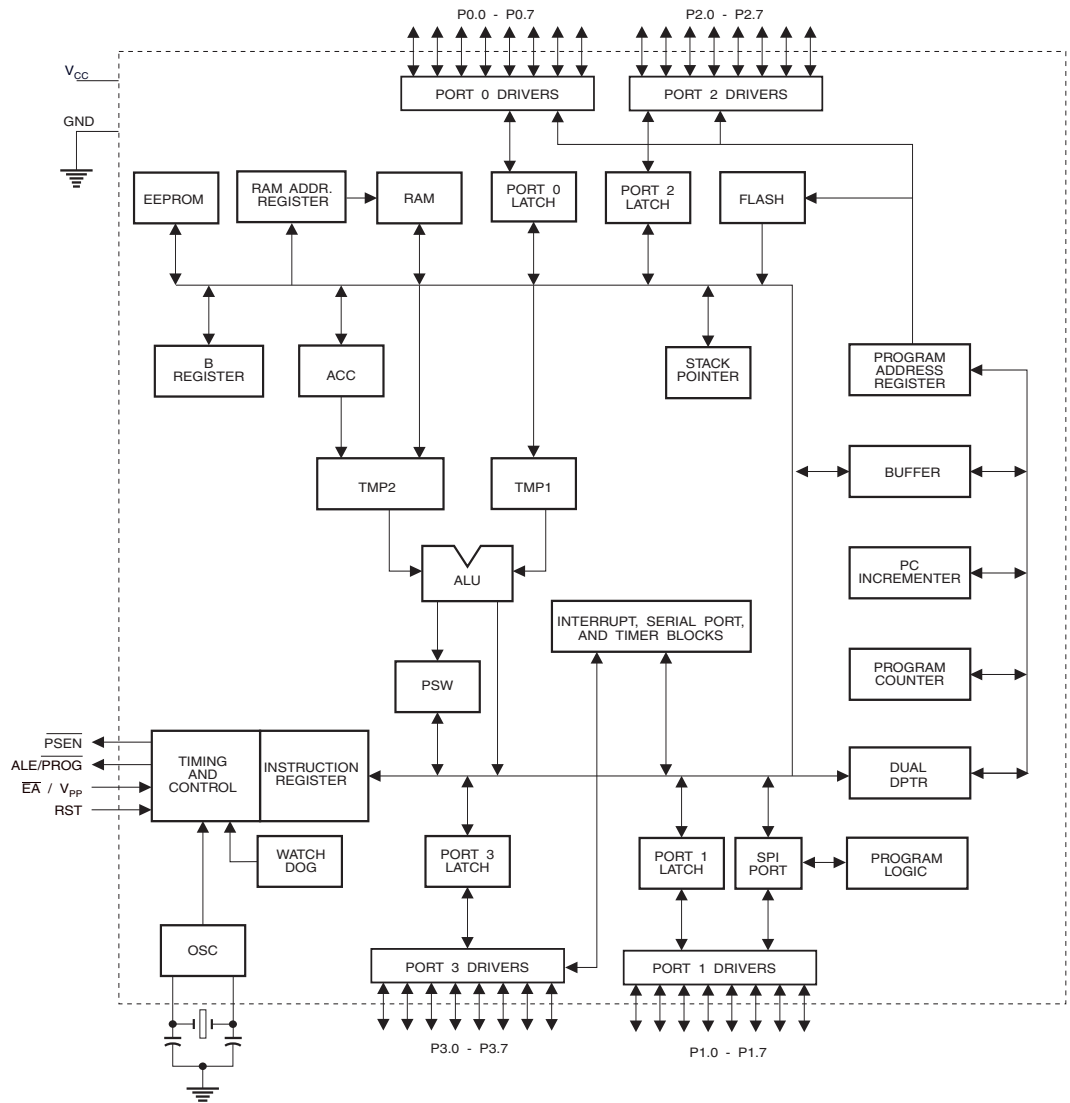 P0.0 - P0.7
P2.0 - P2.7
VCC
GND
PORT 0 DRIVERS
PORT 2 DRIVERS
EEPROM
RAM ADDR.
REGISTER
RAM
PORT 0
LATCH
PORT 2
LATCH
FLASH
B
REGISTER
ACC
STACK
POINTER
PROGRAM
ADDRESS
REGISTER
BUFFER
TMP2
TMP1
ALU
PC
INCREMENTER
INTERRUPT, SERIAL PORT,
AND TIMER BLOCKS
PSW
PROGRAM
COUNTER
PSEN
ALE/PROG
EA / VPP
RST
TIMING
AND
CONTROL
INSTRUCTION
REGISTER
DUAL
DPTR
WATCH
DOG
PORT 3
LATCH
PORT 1
LATCH
SPI
PORT
PROGRAM
LOGIC
OSC
PORT 3 DRIVERS
PORT 1 DRIVERS
P3.0 - P3.7
P1.0 - P1.7